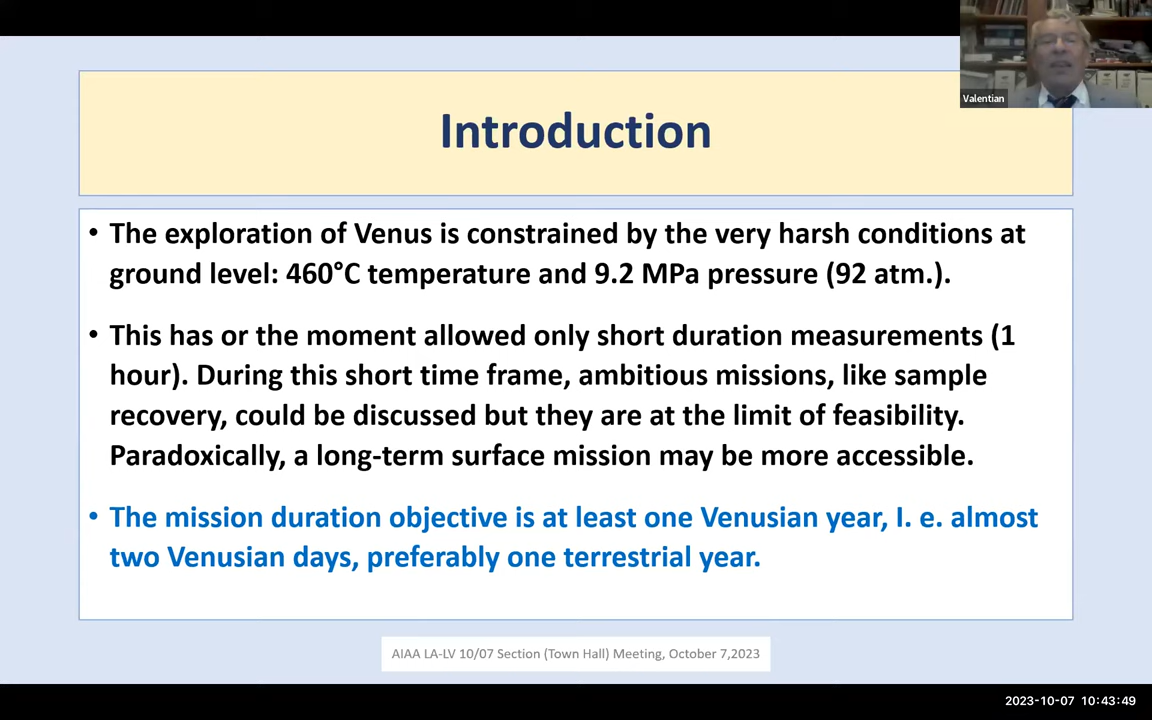 Valentian
Introduction
• The exploration of Venus is constrained by the very harsh conditions at
ground level: 460°C temperature and 9.2 MPa pressure (92 atm.).
• This has or the moment allowed only short duration measurements (1
hour). During this short time frame, ambitious missions, like sample
recovery, could be discussed but they are at the limit of feasibility.
Paradoxically, a long-term surface mission may be more accessible.
• The mission duration objective is at least one Venusian year, I. e. almost
two Venusian days, preferably one terrestrial year.
AIAA LA-LV 10/07 Section (Town Hall) Meeting, October 7,2023
2023-10-07 10:43:49